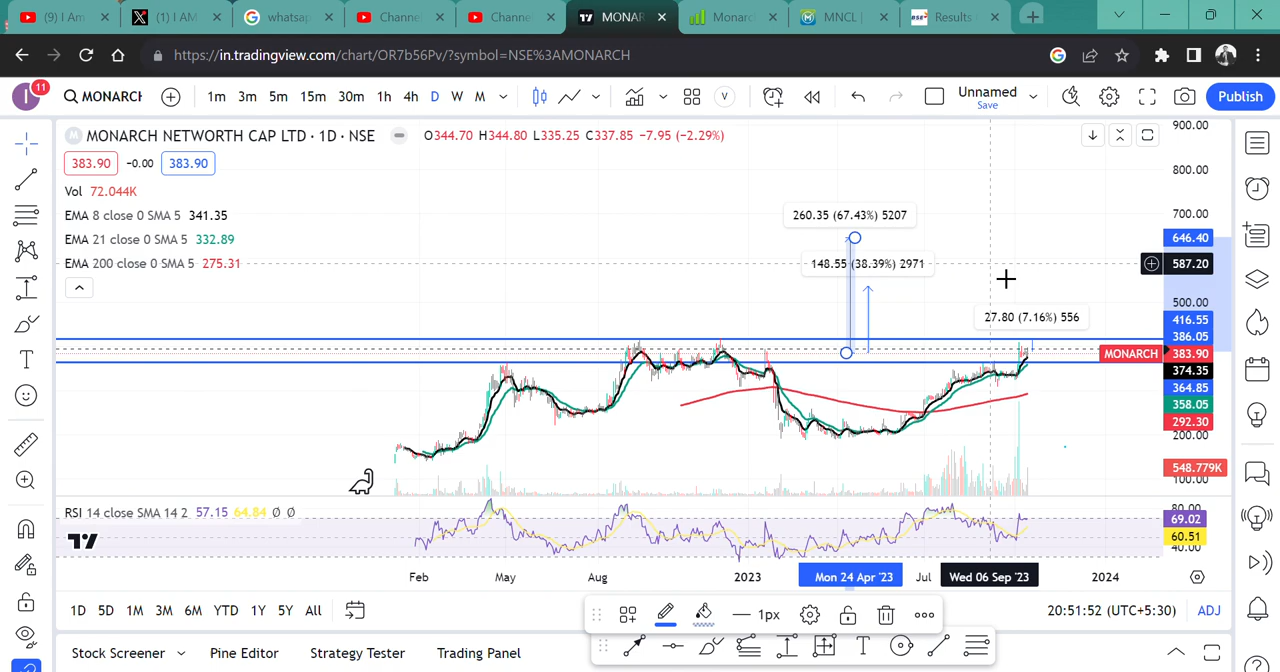 (9) I Am
(1) I AM
whatsap
Channe
Channe
MONAR
Monarc
MNCL |
Results
https://in.tradingview.com/chart/OR7b56Pv/?symbol=NSE%3AMONARCH
I 11 MONARCH 1m 3m 5m 15m 30m 1h 4h D W M V Unnamed Save Publish
M MONARCH NETWORTH CAP LTD · 1D · NSE O344.70 H344.80 L335.25 C337.85 -7.95 (-2.29%)
383.90 -0.00 383.90
Vol 72.044K
EMA 8 close 0 SMA 5 341.35
EMA 21 close 0 SMA 5 332.89
EMA 200 close 0 SMA 5 275.31
260.35 (67.43%) 5207
148.55 (38.39%) 2971
27.80 (7.16%) 556
900.00
800.00
700.00
646.40
587.20
500.00
416.55
386.05
MONARCH 383.90
374.35
364.85
358.05
292.30
200.00
548.779K
100.00
RSI 14 close SMA 14 2 57.15 64.84 Ø Ø
80.00
69.02
60.51
40.00
Feb May Aug 2023 Mon 24 Apr '23 Jul Wed 06 Sep '23 2024
1D 5D 1M 3M 6M YTD 1Y 5Y All 20:51:52 (UTC+5:30) ADJ
1px
Stock Screener Pine Editor Strategy Tester Trading Panel